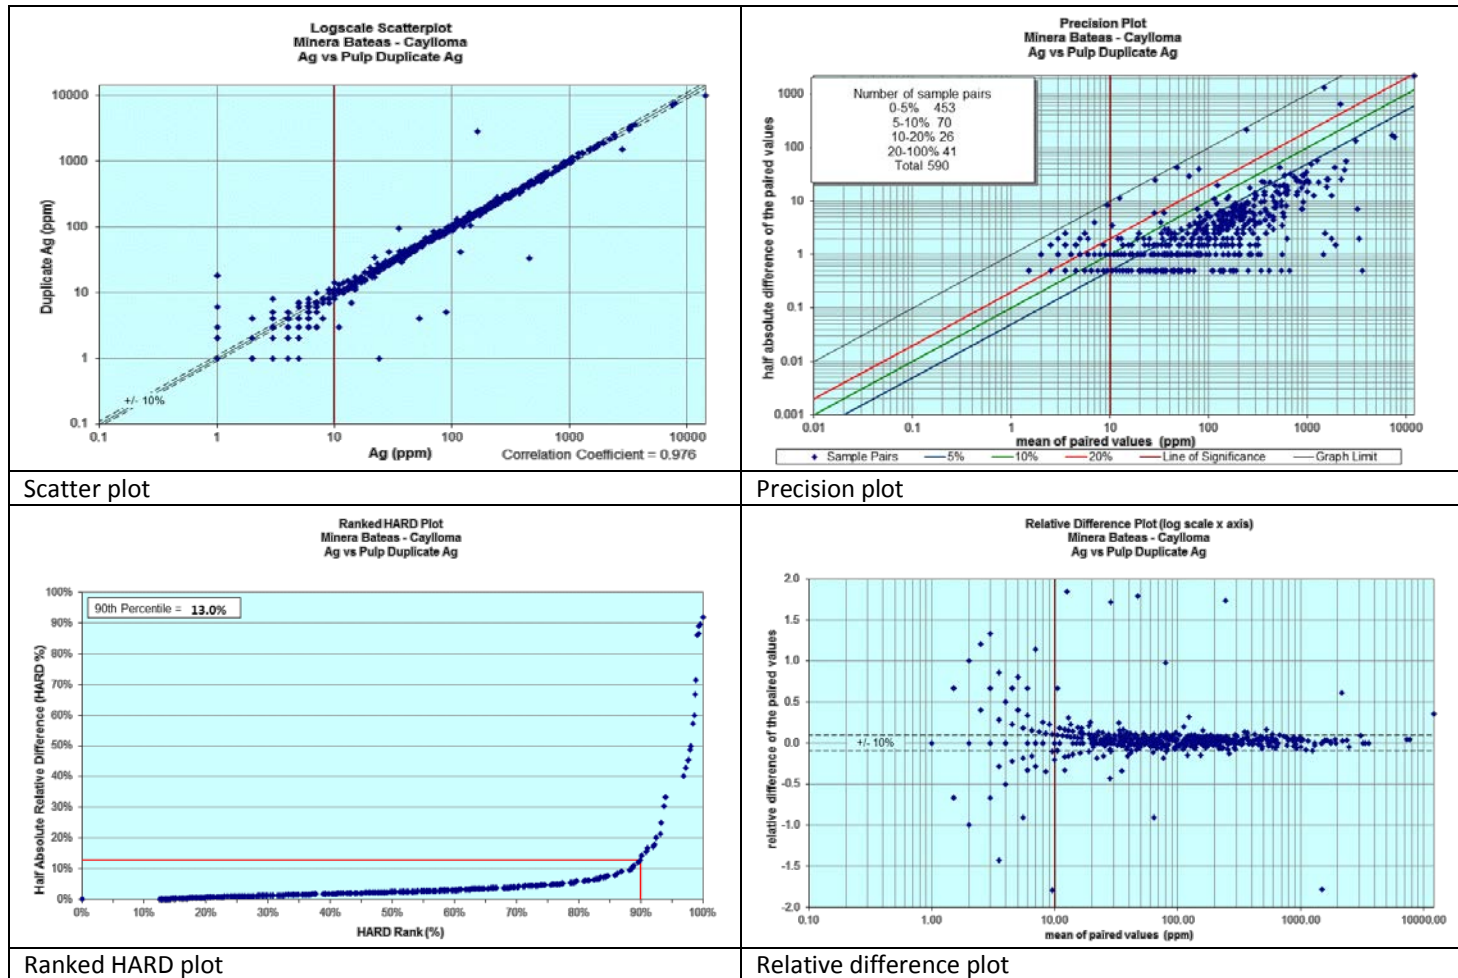 Logscale Scatterplot
Minera Bateas - Caylloma
Ag vs Pulp Duplicate Ag
Duplicate Ag (ppm)
10000
1000
100
10
1
0.1
+/- 10%
0.1 1 10 100 1000 10000
Ag (ppm)
Correlation Coefficient = 0.976
Scatter plot
Precision Plot
Minera Bateas - Caylloma
Ag vs Pulp Duplicate Ag
half absolute difference of the paired values
1000
100
10
1
0.1
0.01
0.001
Number of sample pairs
0-5% 453
5-10% 70
10-20% 26
20-100% 41
Total 590
0.01 0.1 1 10 100 1000 10000
mean of paired values (ppm)
Sample Pairs 5% 10% 20% Line of Significance Graph Limit
Precision plot
Ranked HARD Plot
Minera Bateas - Caylloma
Ag vs Pulp Duplicate Ag
Half Absolute Relative Difference (HARD %)
100%
90%
80%
70%
60%
50%
40%
30%
20%
10%
0%
90th Percentile = 13.0%
0% 10% 20% 30% 40% 50% 60% 70% 80% 90% 100%
HARD Rank (%)
Ranked HARD plot
Relative Difference Plot (log scale x axis)
Minera Bateas - Caylloma
Ag vs Pulp Duplicate Ag
relative difference of the paired values
2.0
1.5
1.0
0.5
0.0
-0.5
-1.0
-1.5
-2.0
+/- 10%
0.10 1.00 10.00 100.00 1000.00 10000.00
mean of paired values (ppm)
Relative difference plot